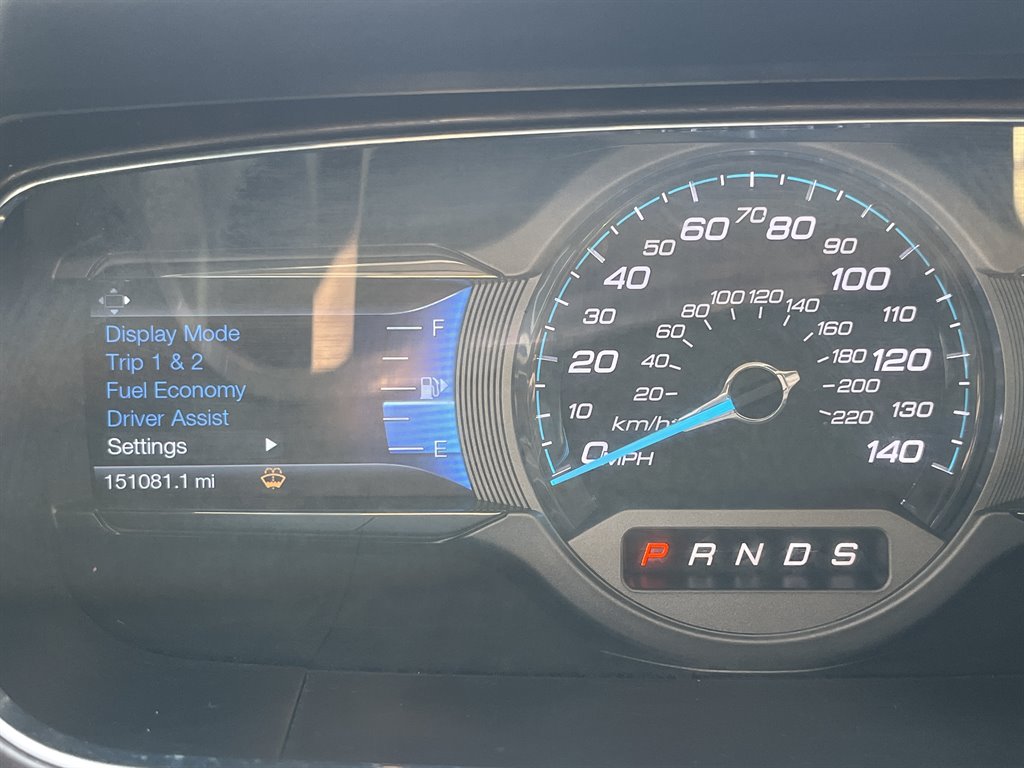 Display Mode
Trip 1 & 2
Fuel Economy
Driver Assist
Settings
151081.1 mi
F
E
0 10 20 30 40 50 60 70 80 90 100 110 120 130 140
MPH
20 40 60 80 100 120 140 160 180 200 220
km/h
P R N D S